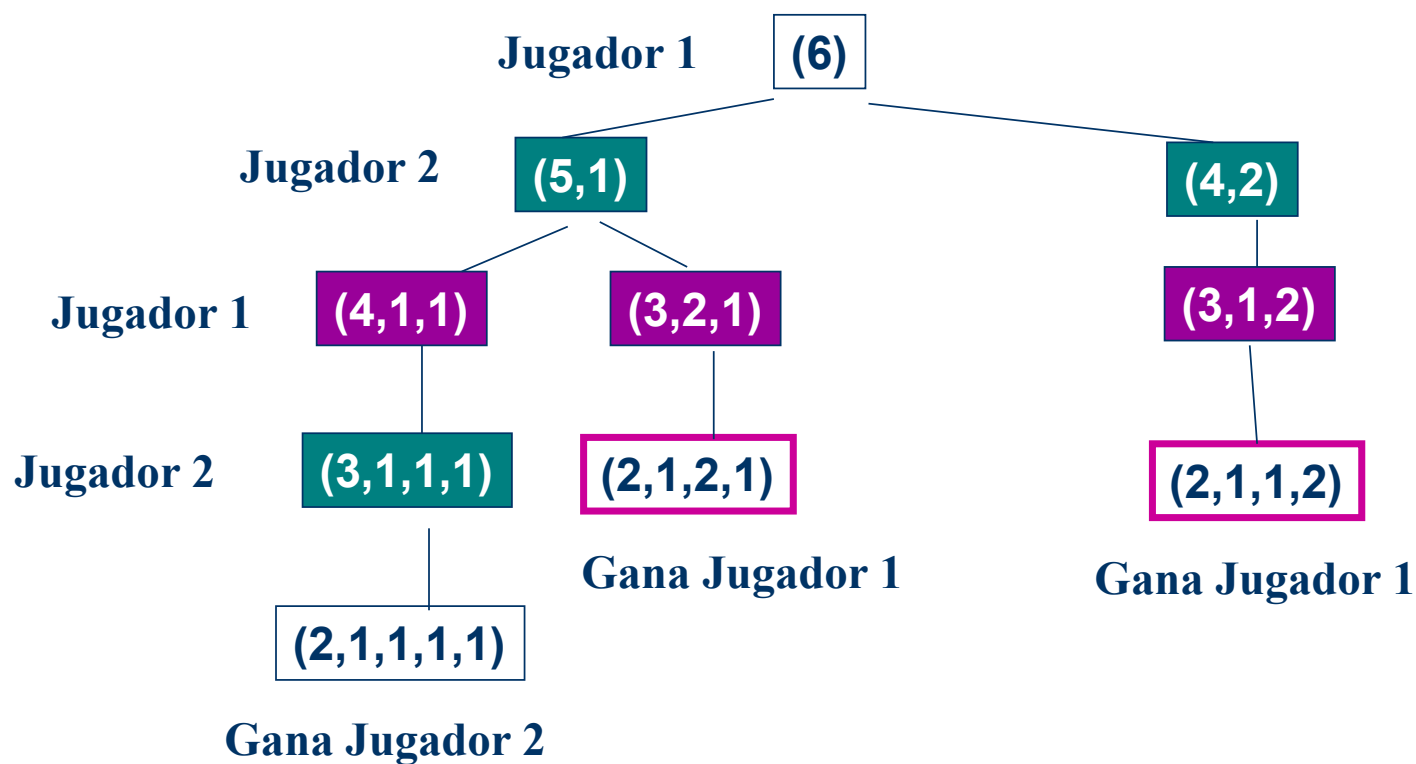 Jugador 1
(6)
Jugador 2
(5,1)
(4,2)
Jugador 1
(4,1,1)
(3,2,1)
(3,1,2)
Jugador 2
(3,1,1,1)
(2,1,2,1)
(2,1,1,2)
Gana Jugador 1
Gana Jugador 1
(2,1,1,1,1)
Gana Jugador 2